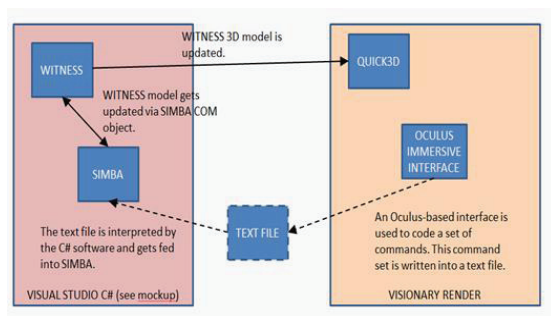 WITNESS 3D model is
updated.
WITNESS
QUICK3D
WITNESS model gets
updated via SIMBA COM
object.
OCULUS
IMMERSIVE
INTERFACE
SIMBA
TEXT FILE
The text file is interpreted by
the C# software and gets fed
into SIMBA.
An Oculus-based interface is
used to code a set of
commands. This command
set is written into a text file.
VISUAL STUDIO C# (see mockup)
VISIONARY RENDER